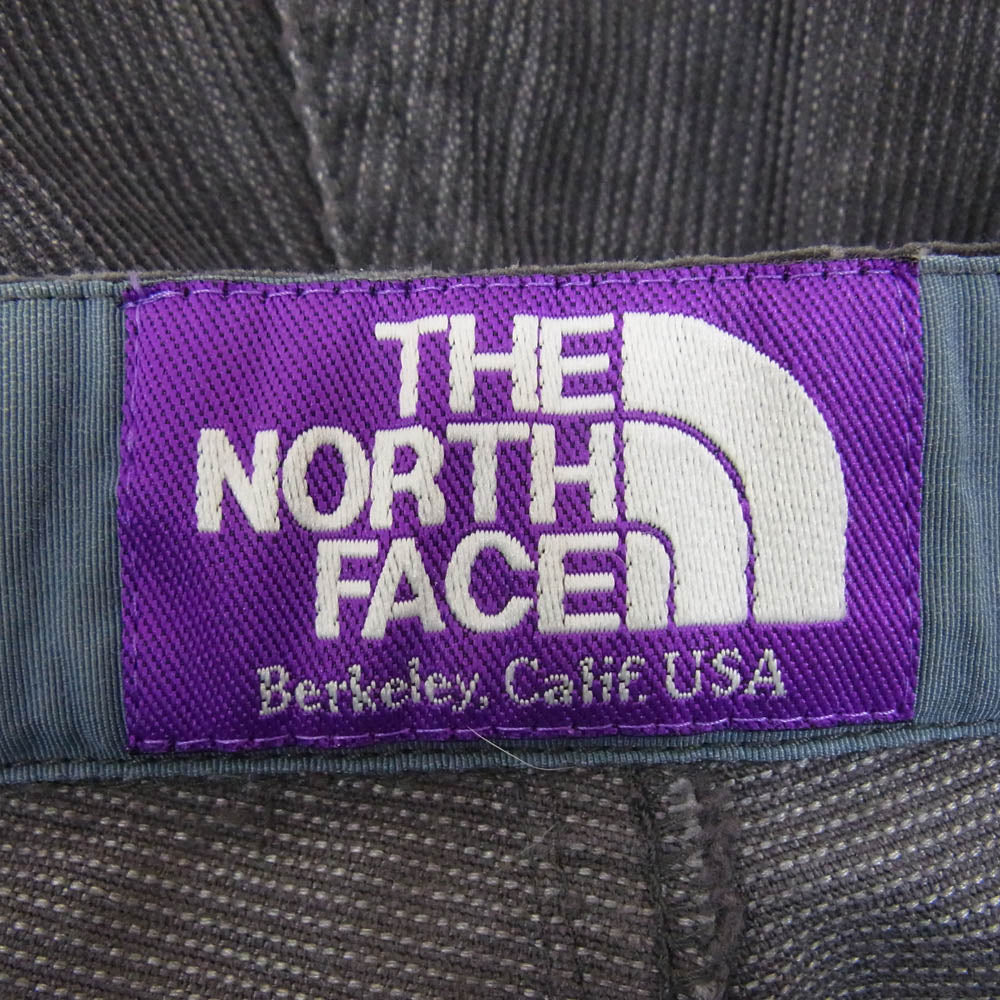 THE
NORTH
FACE
Berkeley, Calif. USA